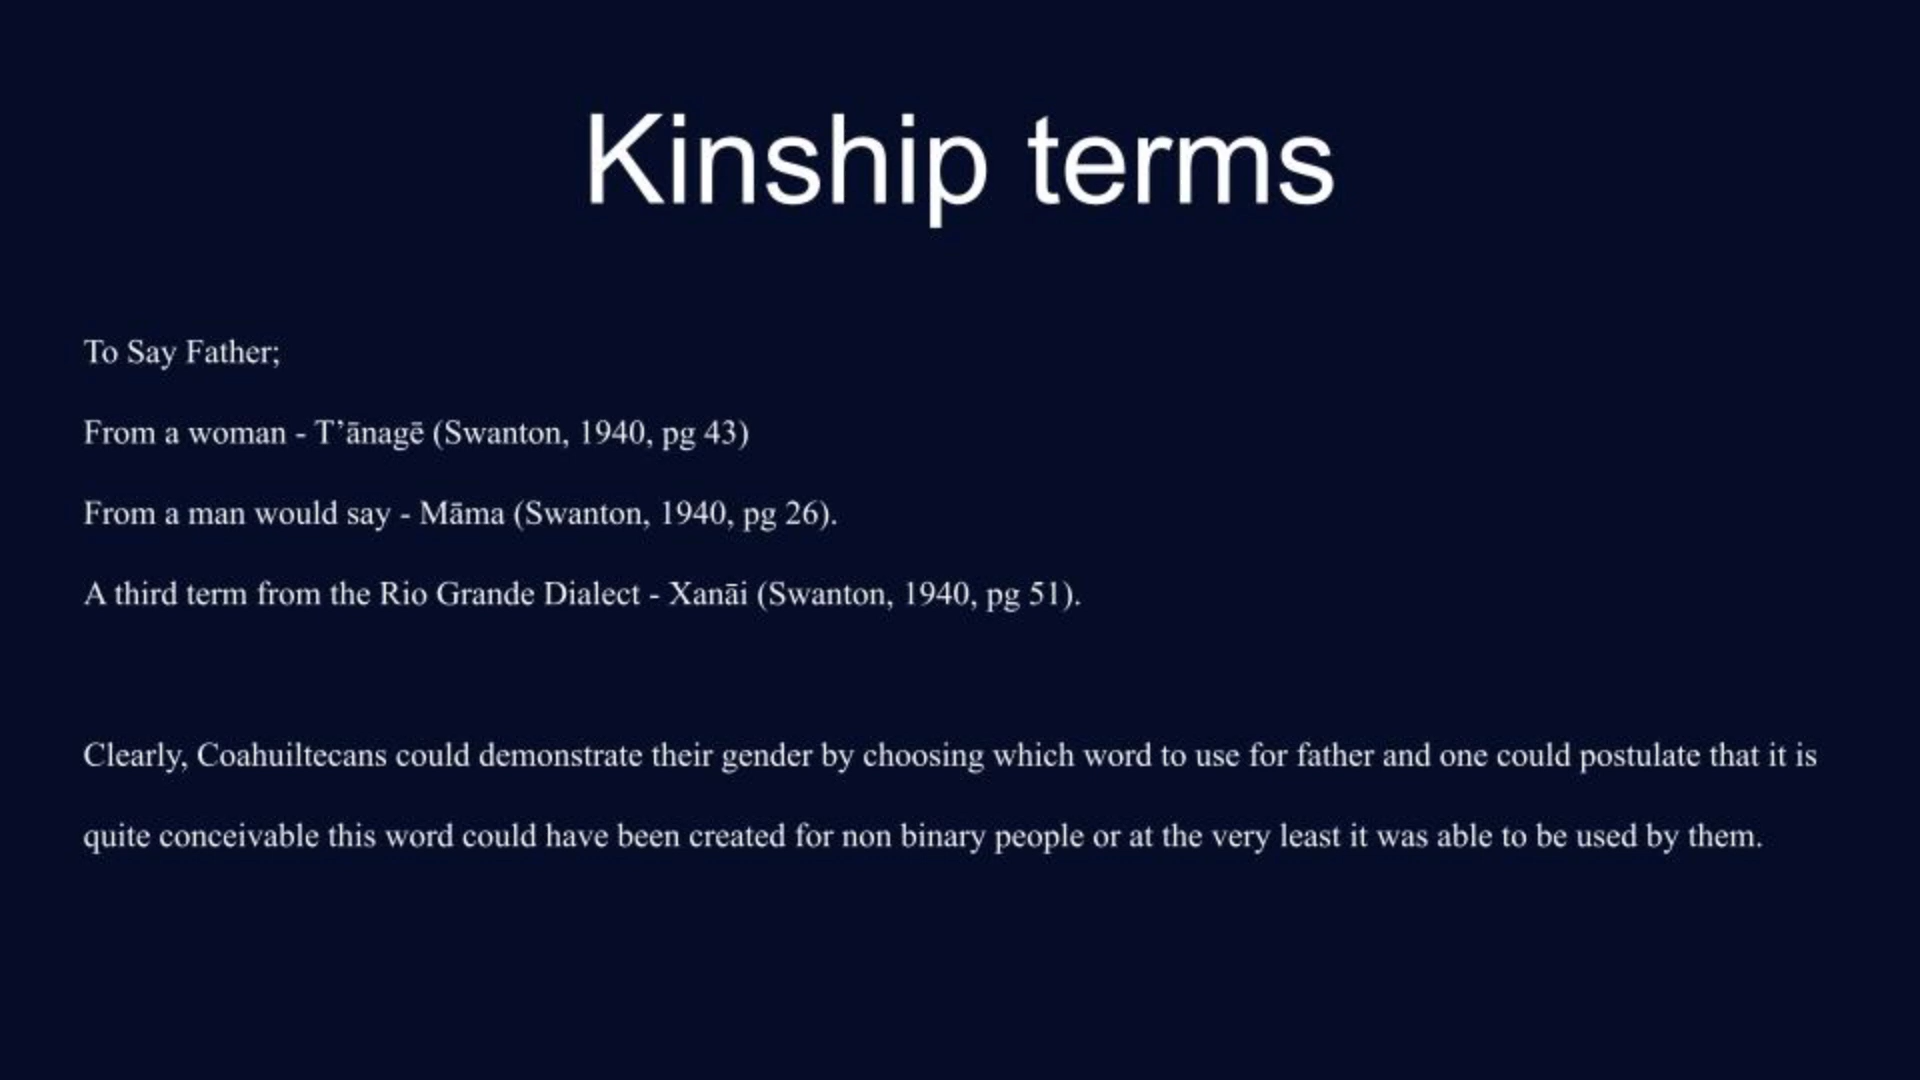 Kinship terms
To Say Father;
From a woman - T’ānagē (Swanton, 1940, pg 43)
From a man would say - Māma (Swanton, 1940, pg 26).
A third term from the Rio Grande Dialect - Xanāi (Swanton, 1940, pg 51).
Clearly, Coahuiltecans could demonstrate their gender by choosing which word to use for father and one could postulate that it is
quite conceivable this word could have been created for non binary people or at the very least it was able to be used by them.